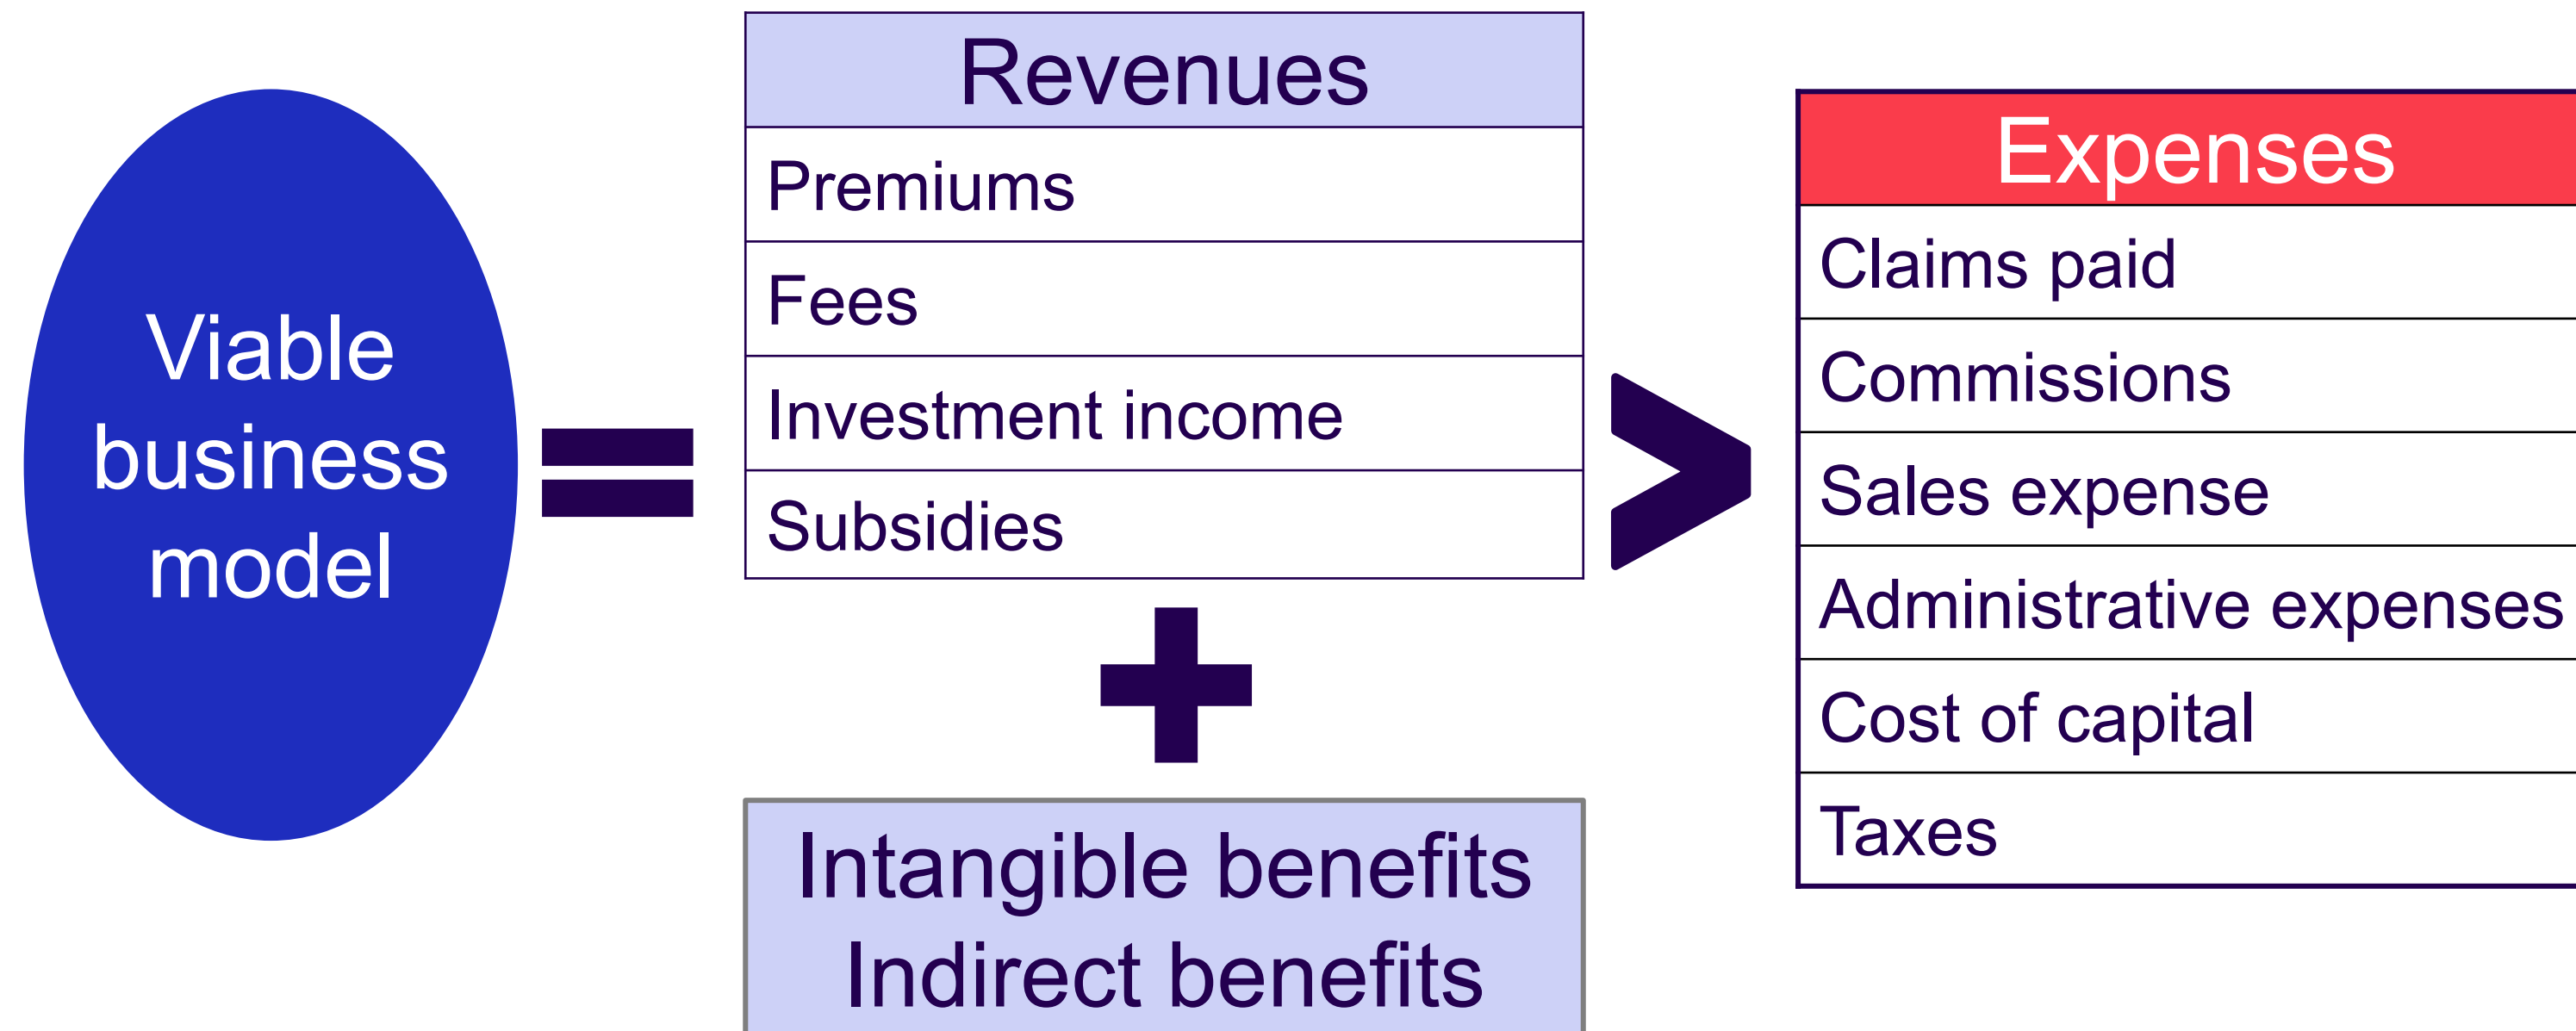 Viable
business
model
=
Revenues
Premiums
Fees
Investment income
Subsidies
+
Intangible benefits
Indirect benefits
>
Expenses
Claims paid
Commissions
Sales expense
Administrative expenses
Cost of capital
Taxes